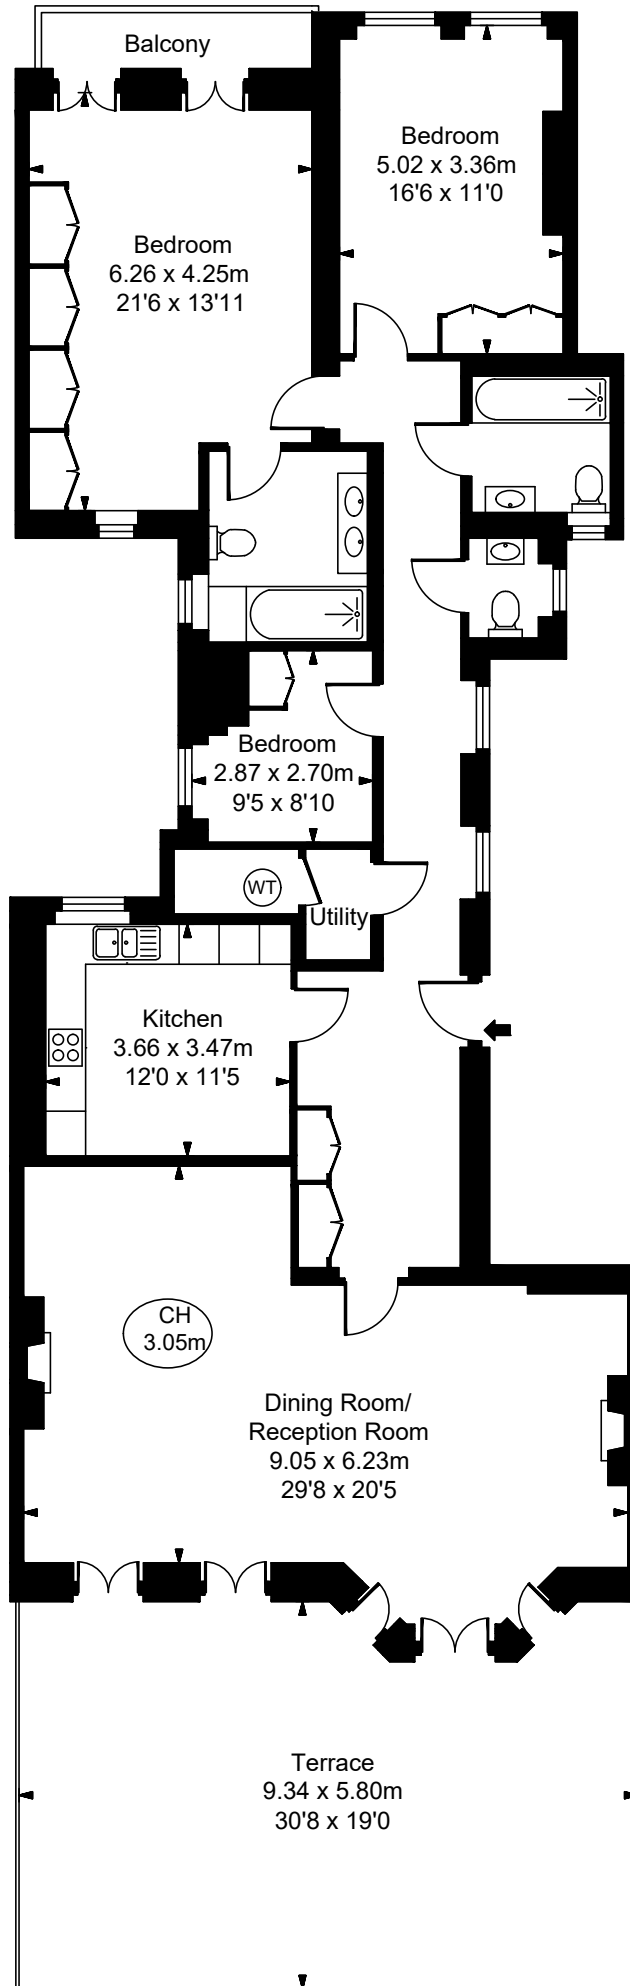 Balcony
Bedroom
5.02 x 3.36m
16'6 x 11'0
Bedroom
6.26 x 4.25m
21'6 x 13'11
Bedroom
2.87 x 2.70m
9'5 x 8'10
WT
Utility
Kitchen
3.66 x 3.47m
12'0 x 11'5
CH
3.05m
Dining Room/
Reception Room
9.05 x 6.23m
29'8 x 20'5
Terrace
9.34 x 5.80m
30'8 x 19'0